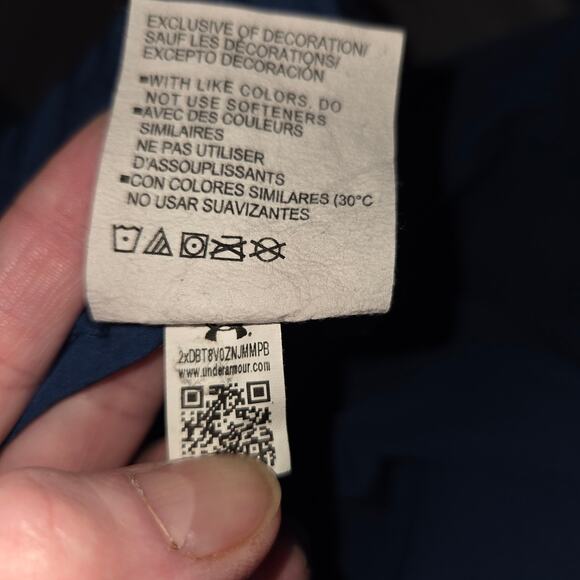 EXCLUSIVE OF DECORATION/
SAUF LES DÉCORATIONS/
EXCEPTO DECORACIÓN
▪WITH LIKE COLORS, DO
NOT USE SOFTENERS
▪AVEC DES COULEURS
SIMILAIRES
NE PAS UTILISER
D'ASSOUPLISSANTS
▪CON COLORES SIMILARES (30°C
NO USAR SUAVIZANTES
2xDBT8V0ZNJMMPB
www.underarmour.com